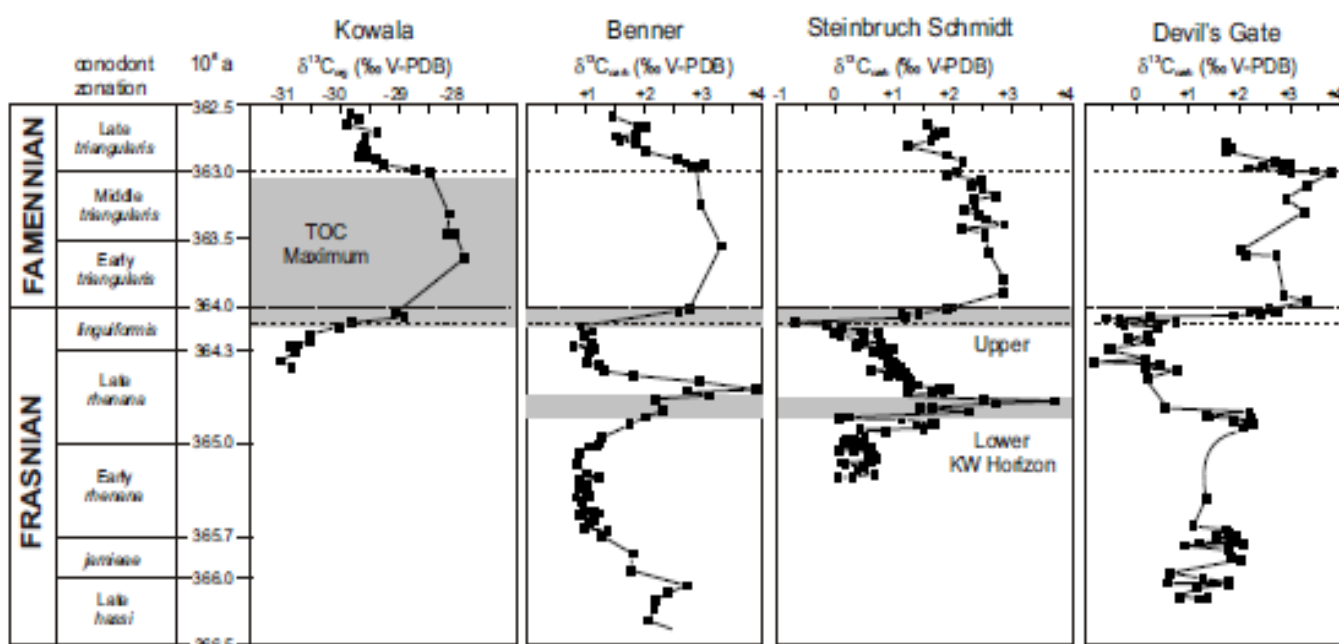 Kowala
Benner
Steinbruch Schmidt
Devil's Gate
conodont
zonation
10⁶ a
δ¹³C (‰ V-PDB)
δ¹³C (‰ V-PDB)
δ¹³C (‰ V-PDB)
δ¹³C (‰ V-PDB)
-31 -30 -29 -28
+1 +2 +3 +4
-1 0 +1 +2 +3 +4
0 +1 +2 +3
FAMENNIAN
Late
triangularis
Middle
triangularis
Early
triangularis
FRASNIAN
linguiformis
Late
rhenana
Early
rhenana
jamieae
Late
hassi
362.5
363.0
363.5
364.0
364.3
365.0
365.7
366.0
366.5
TOC
Maximum
Upper
Lower
KW Horizon